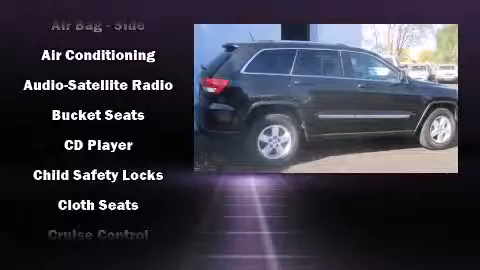 Air Bag - Side
Air Conditioning
Audio-Satellite Radio
Bucket Seats
CD Player
Child Safety Locks
Cloth Seats
Cruise Control